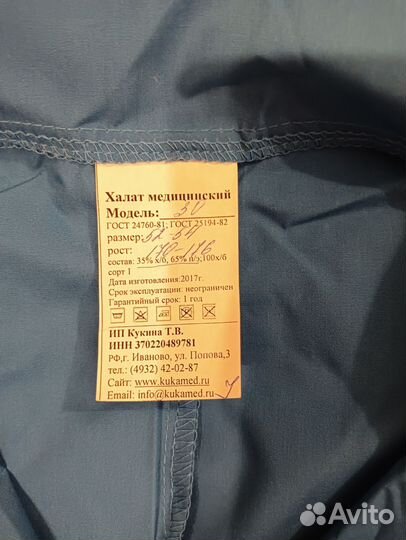 Халат медицинский
Модель: 30
ГОСТ 24760-81; ГОСТ 25194-82
размер: 52-54
рост: 170-176
состав: 35% х/б, 65% п/э, 100х/б
сорт 1
Дата изготовления: 2017г.
Срок эксплуатации: неограничен
Гарантийный срок: 1 год
ИП Кукина Т.В.
ИНН 370220489781
РФ,г. Иваново, ул. Попова,3
тел.: (4932) 42-02-87
Сайт: www.kukamed.ru
Email: info@kukamed.ru
Avito